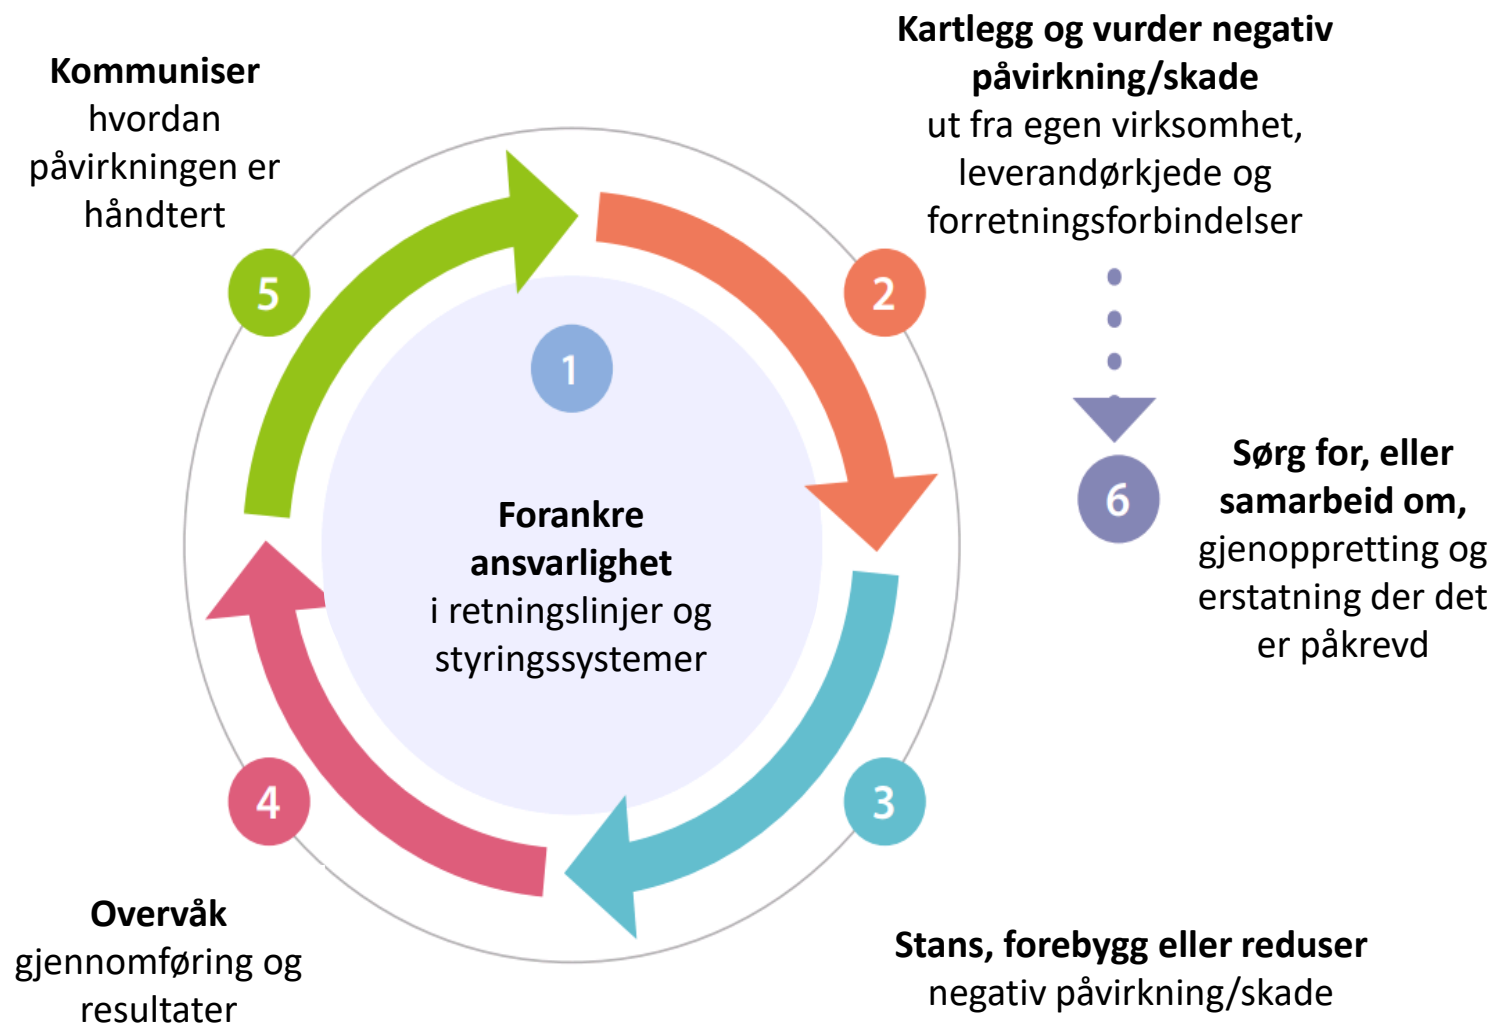 Kommuniser
hvordan
påvirkningen er
håndtert
5
Kartlegg og vurder negativ
påvirkning/skade
ut fra egen virksomhet,
leverandørkjede og
forretningsforbindelser
2
1
Forankre
ansvarlighet
i retningslinjer og
styringssystemer
6
Sørg for, eller
samarbeid om,
gjenoppretting og
erstatning der det
er påkrevd
4
Overvåk
gjennomføring og
resultater
3
Stans, forebygg eller reduser
negativ påvirkning/skade